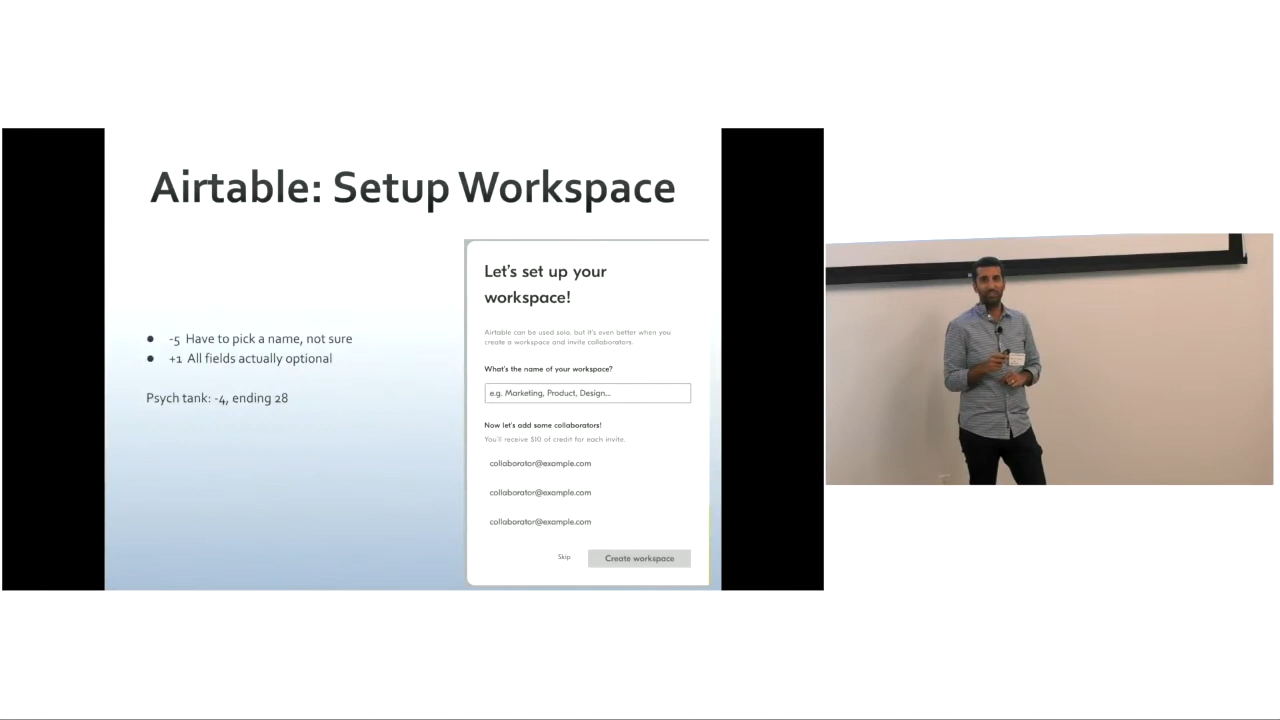 Airtable: Setup Workspace
● -5 Have to pick a name, not sure
● +1 All fields actually optional
Psych tank: -4, ending 28
Let's set up your
workspace!
Airtable can be used solo, but it's even better when you
create a workspace and invite collaborators.
What's the name of your workspace?
e.g. Marketing, Product, Design...
Now let's add some collaborators!
You'll receive $10 of credit for each invite.
collaborator@example.com
collaborator@example.com
collaborator@example.com
Skip
Create workspace